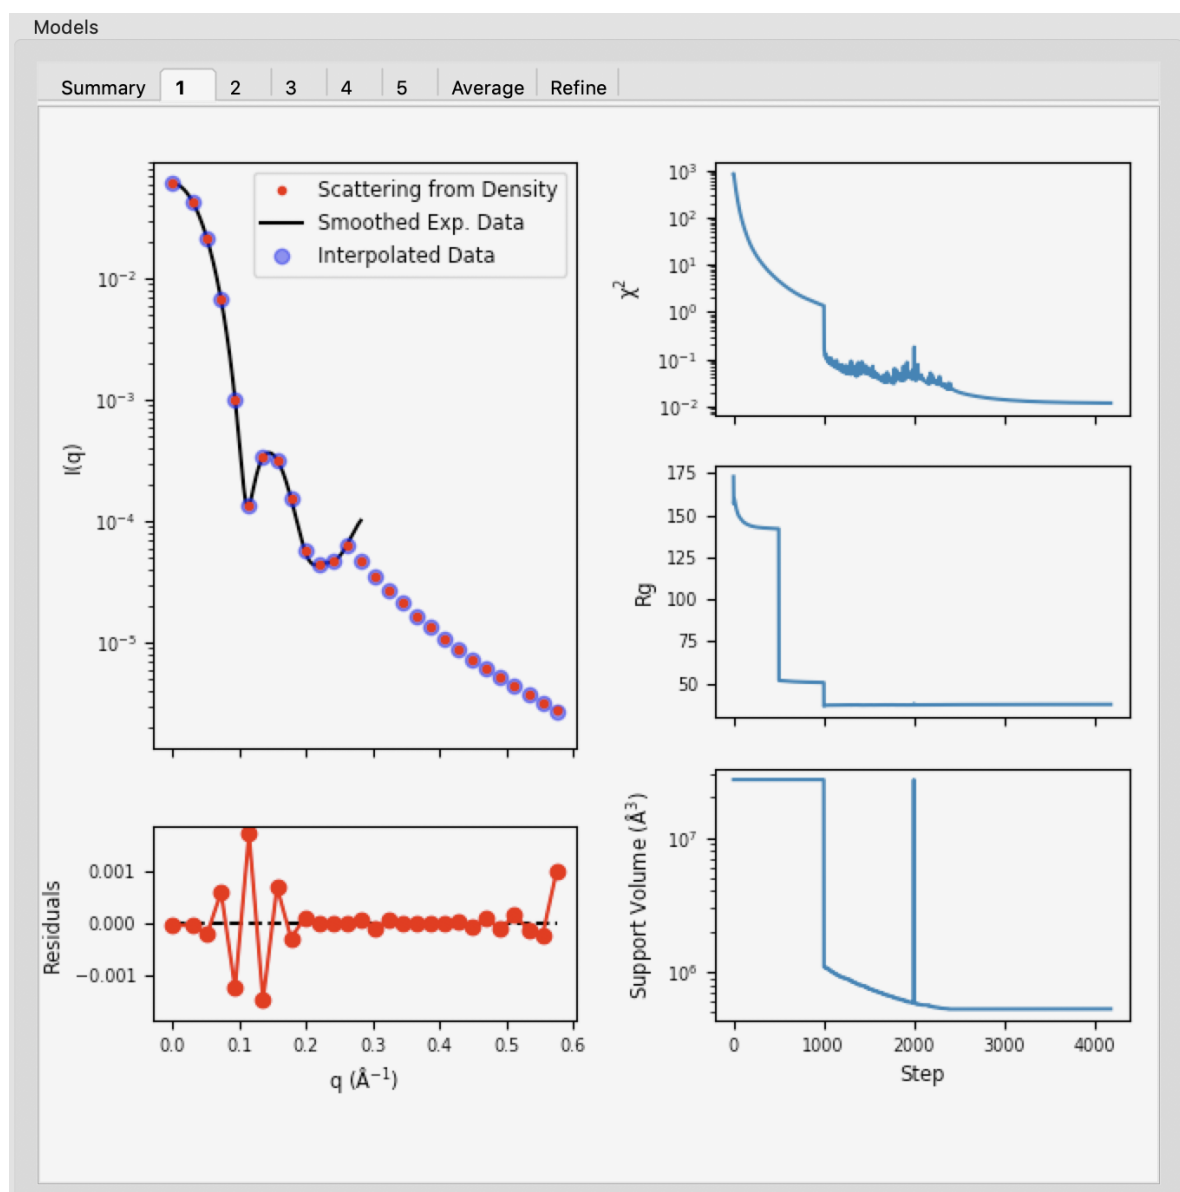 Models
Summary 1 2 3 4 5 Average Refine
Scattering from Density
Smoothed Exp. Data
Interpolated Data
10⁻²
10⁻³
10⁻⁴
10⁻⁵
I(q)
0.001
0.000
−0.001
Residuals
0.0 0.1 0.2 0.3 0.4 0.5 0.6
q (Å⁻¹)
10³
10²
10¹
10⁰
10⁻¹
10⁻²
χ²
175
150
125
100
75
50
Rg
10⁷
10⁶
Support Volume (Å³)
0 1000 2000 3000 4000
Step